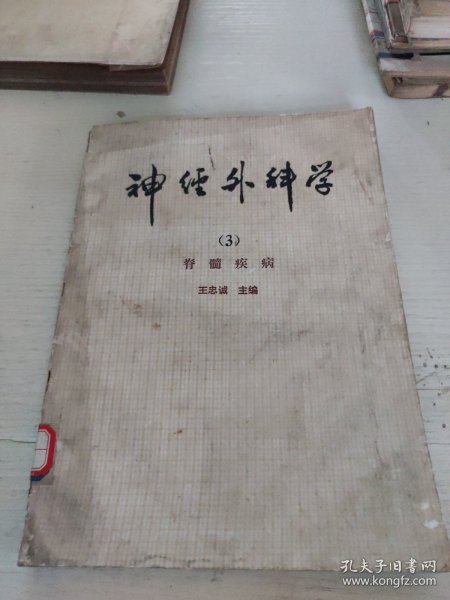 神经外科学
(3)
脊髓疾病
王忠诚 主编
孔夫子旧书网
www.kongfz.com